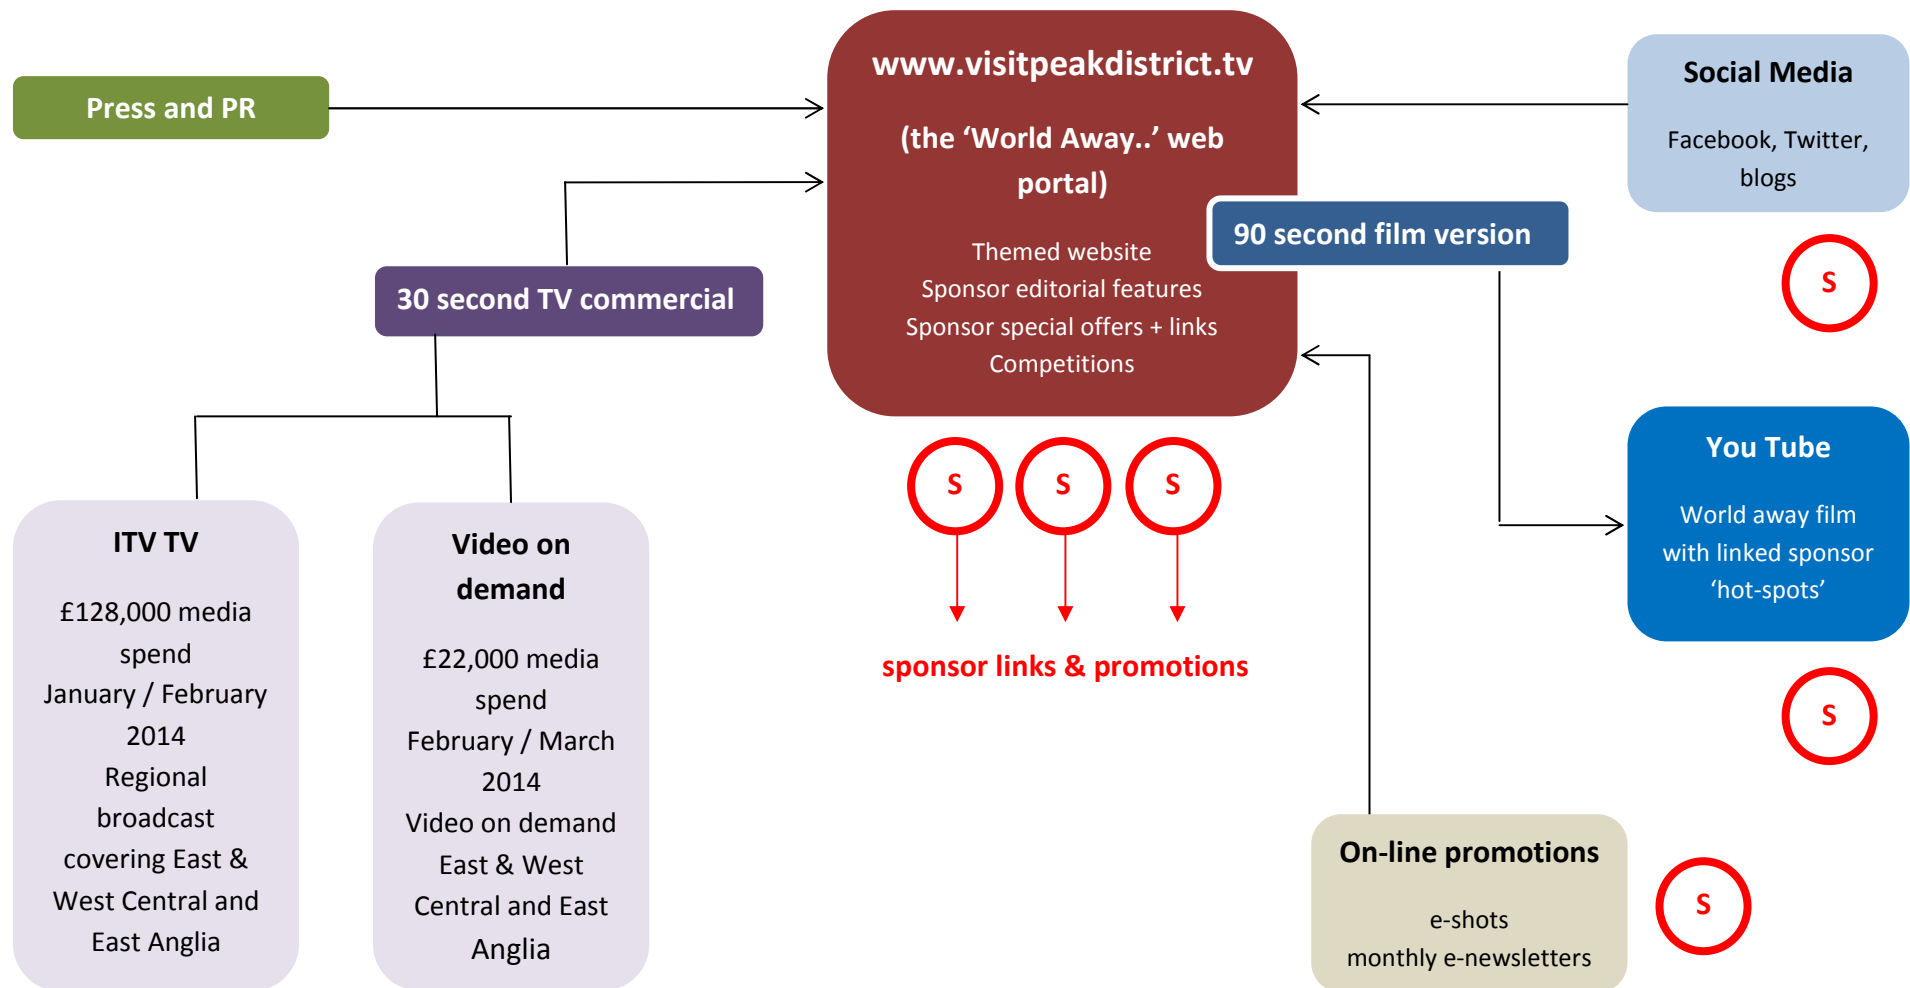 Press and PR
www.visitpeakdistrict.tv
(the ‘World Away..’ web
portal)
Themed website
Sponsor editorial features
Sponsor special offers + links
Competitions
Social Media
Facebook, Twitter,
blogs
S
90 second film version
30 second TV commercial
You Tube
World away film
with linked sponsor
‘hot-spots’
S
S
S
S
sponsor links & promotions
ITV TV
£128,000 media
spend
January / February
2014
Regional
broadcast
covering East &
West Central and
East Anglia
Video on
demand
£22,000 media
spend
February / March
2014
Video on demand
East & West
Central and East
Anglia
On-line promotions
e-shots
monthly e-newsletters
S